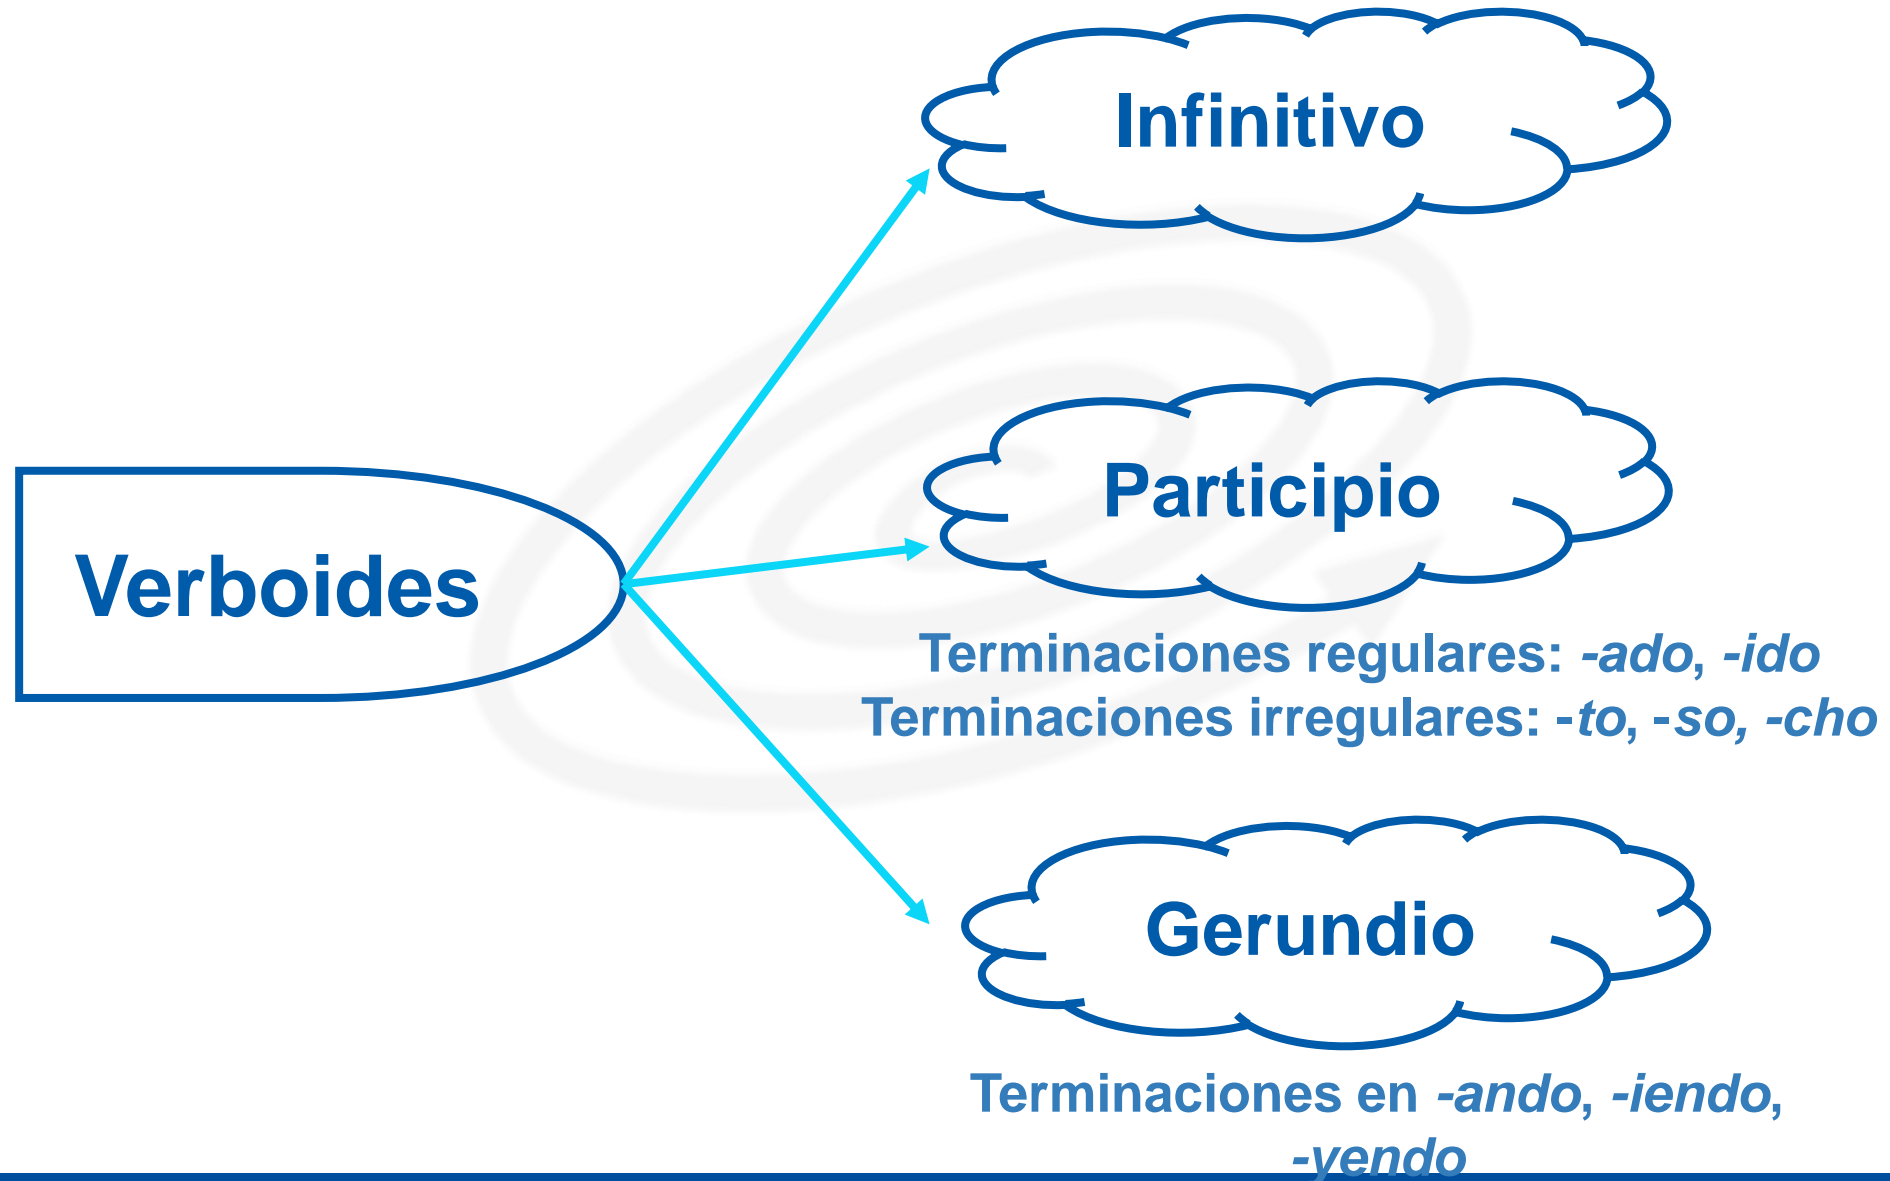 Infinitivo
Participio
Verboides
Terminaciones regulares: -ado, -ido
Terminaciones irregulares: -to, -so, -cho
Gerundio
Terminaciones en -ando, -iendo,
-yendo